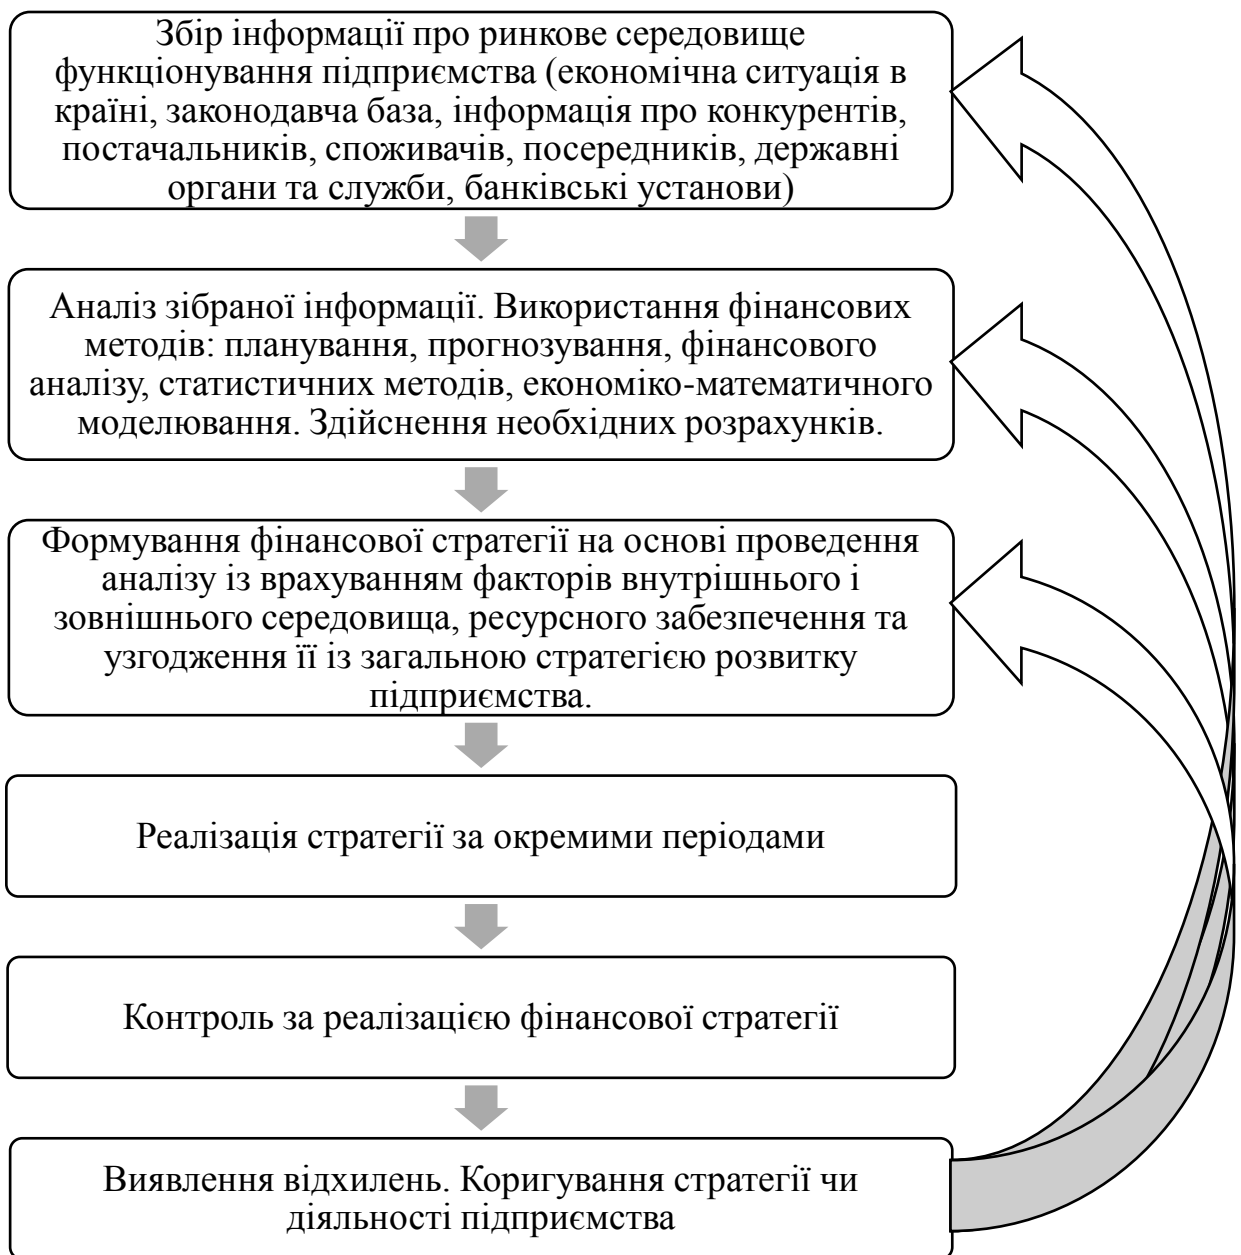 Збір інформації про ринкове середовище
функціонування підприємства (економічна ситуація в
країні, законодавча база, інформація про конкурентів,
постачальників, споживачів, посередників, державні
органи та служби, банківські установи)
Аналіз зібраної інформації. Використання фінансових
методів: планування, прогнозування, фінансового
аналізу, статистичних методів, економіко-математичного
моделювання. Здійснення необхідних розрахунків.
Формування фінансової стратегії на основі проведення
аналізу із врахуванням факторів внутрішнього і
зовнішнього середовища, ресурсного забезпечення та
узгодження її із загальною стратегією розвитку
підприємства.
Реалізація стратегії за окремими періодами
Контроль за реалізацією фінансової стратегії
Виявлення відхилень. Коригування стратегії чи
діяльності підприємства